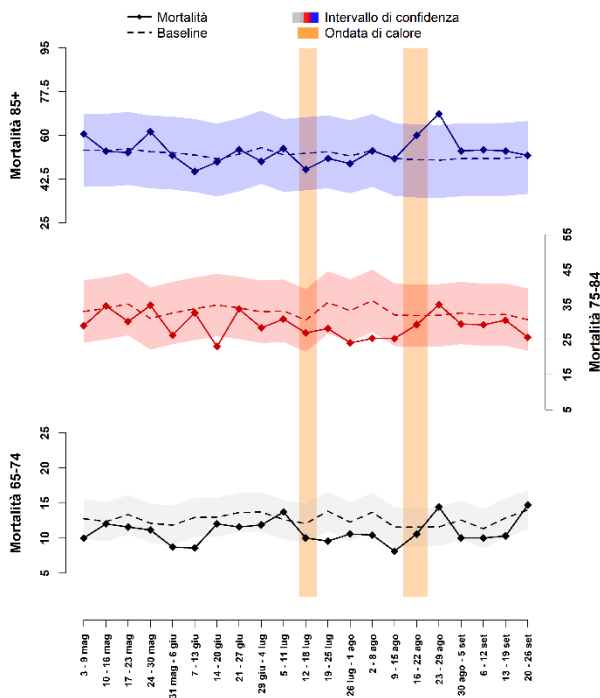 Mortalità
Intervallo di confidenza
Baseline
Ondata di calore
Mortalità 85+
95
77.5
60
42.5
25
Mortalità 75-84
55
45
35
25
15
5
Mortalità 65-74
25
20
15
10
5
3 - 9 mag
10 - 16 mag
17 - 23 mag
24 - 30 mag
31 mag - 6 giu
7 - 13 giu
14 - 20 giu
21 - 27 giu
29 giu - 4 lug
5 - 11 lug
12 - 18 lug
19 - 25 lug
26 lug - 1 ago
2 - 8 ago
9 - 15 ago
16 - 22 ago
23 - 29 ago
30 ago - 5 set
6 - 12 set
13 - 19 set
20 - 26 set